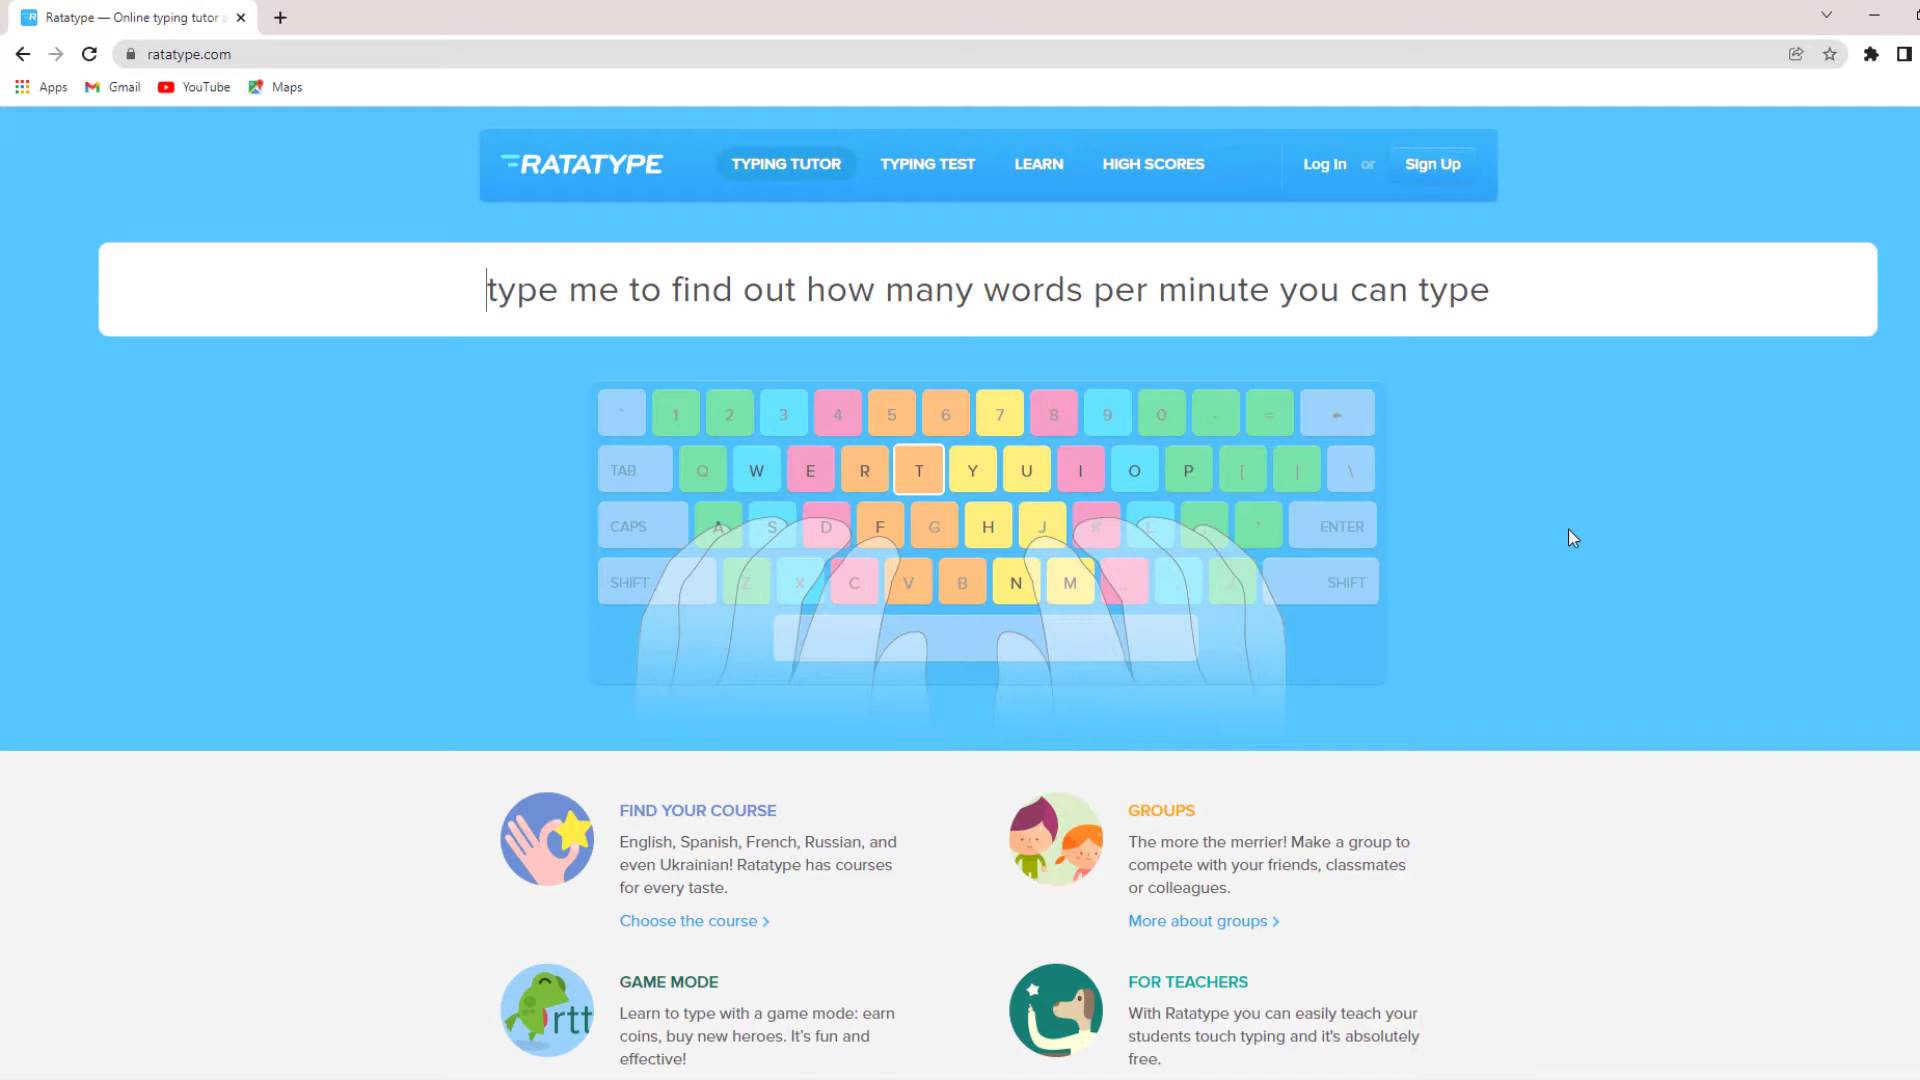 Ratatype — Online typing tutor a
ratatype.com
Apps Gmail YouTube Maps
RATATYPE TYPING TUTOR TYPING TEST LEARN HIGH SCORES Log In or Sign Up
type me to find out how many words per minute you can type
` 1 2 3 4 5 6 7 8 9 0 - =
TAB Q W E R T Y U I O P [ ] \
CAPS A S D F G H J K L ; ' ENTER
SHIFT Z X C V B N M , . / SHIFT
FIND YOUR COURSE
English, Spanish, French, Russian, and
even Ukrainian! Ratatype has courses
for every taste.
Choose the course >
GROUPS
The more the merrier! Make a group to
compete with your friends, classmates
or colleagues.
More about groups >
rtt
GAME MODE
Learn to type with a game mode: earn
coins, buy new heroes. It's fun and
effective!
FOR TEACHERS
With Ratatype you can easily teach your
students touch typing and it's absolutely
free.